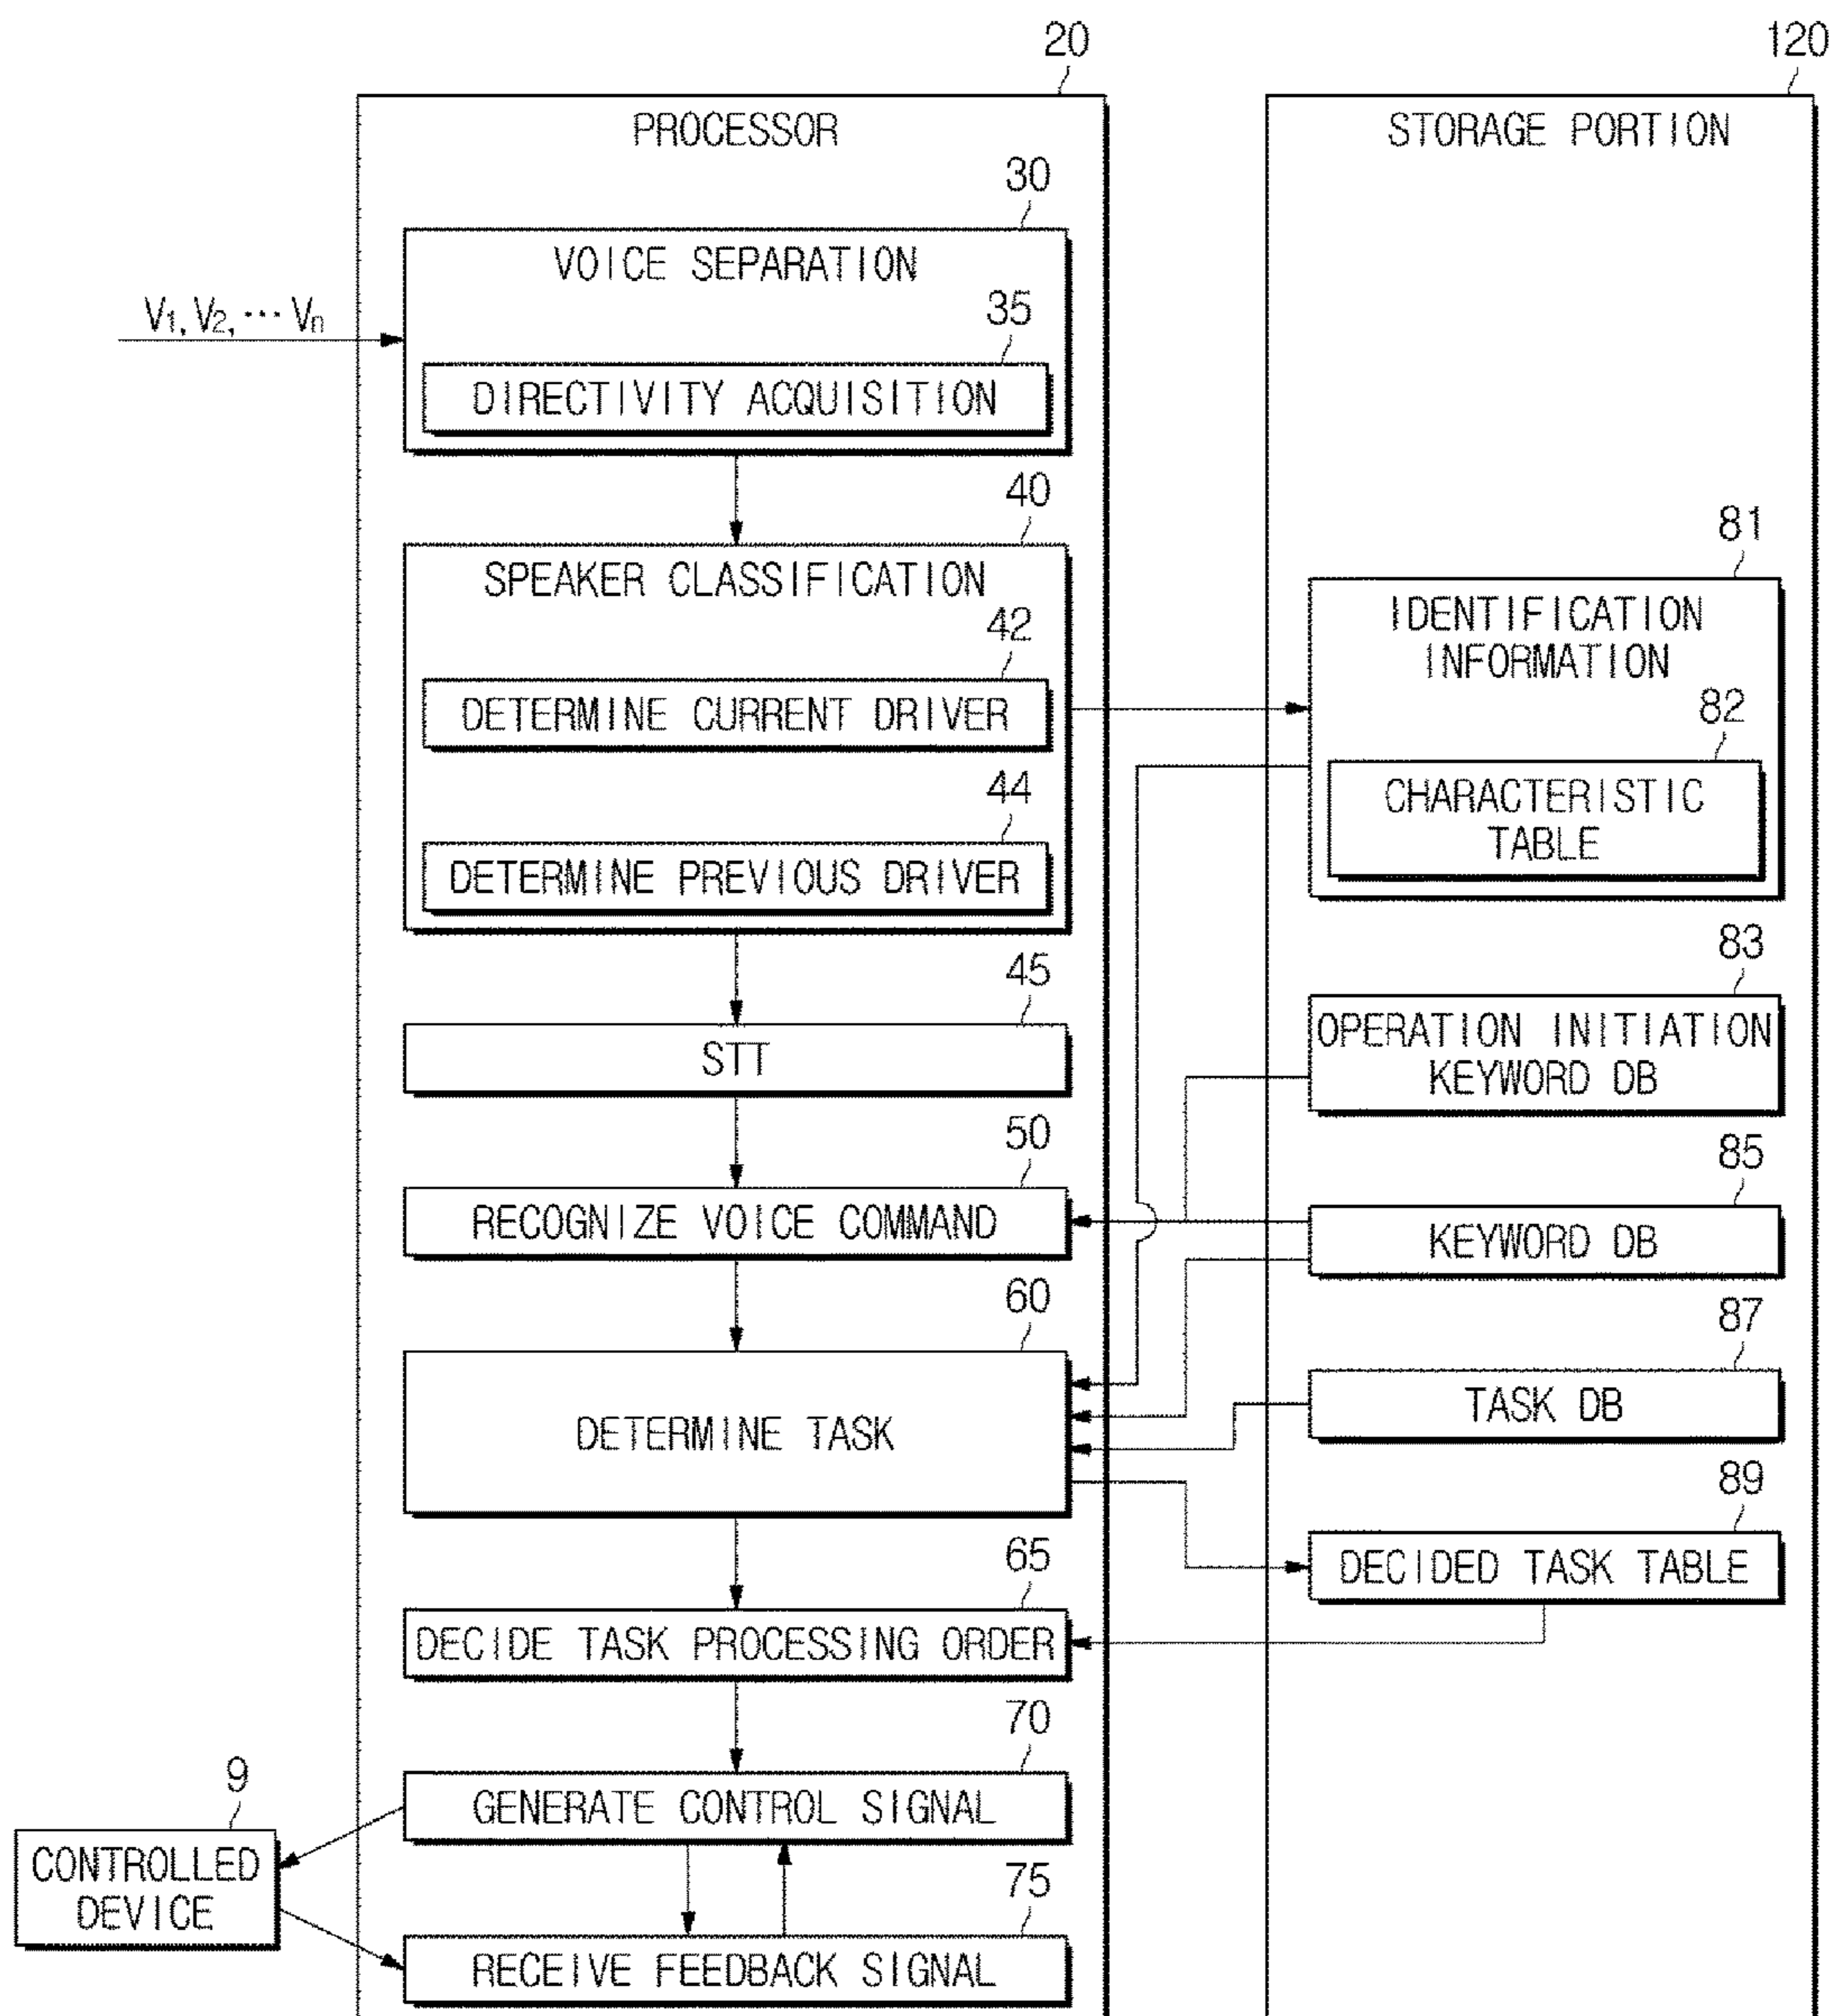 20
120
PROCESSOR
STORAGE PORTION
30
VOICE SEPARATION
V1, V2, ··· Vn
35
DIRECTIVITY ACQUISITION
40
SPEAKER CLASSIFICATION
81
IDENTIFICATION
INFORMATION
42
DETERMINE CURRENT DRIVER
82
CHARACTERISTIC
TABLE
44
DETERMINE PREVIOUS DRIVER
45
STT
83
OPERATION INITIATION
KEYWORD DB
50
RECOGNIZE VOICE COMMAND
85
KEYWORD DB
60
DETERMINE TASK
87
TASK DB
89
DECIDED TASK TABLE
65
DECIDE TASK PROCESSING ORDER
70
GENERATE CONTROL SIGNAL
9
CONTROLLED
DEVICE
75
RECEIVE FEEDBACK SIGNAL